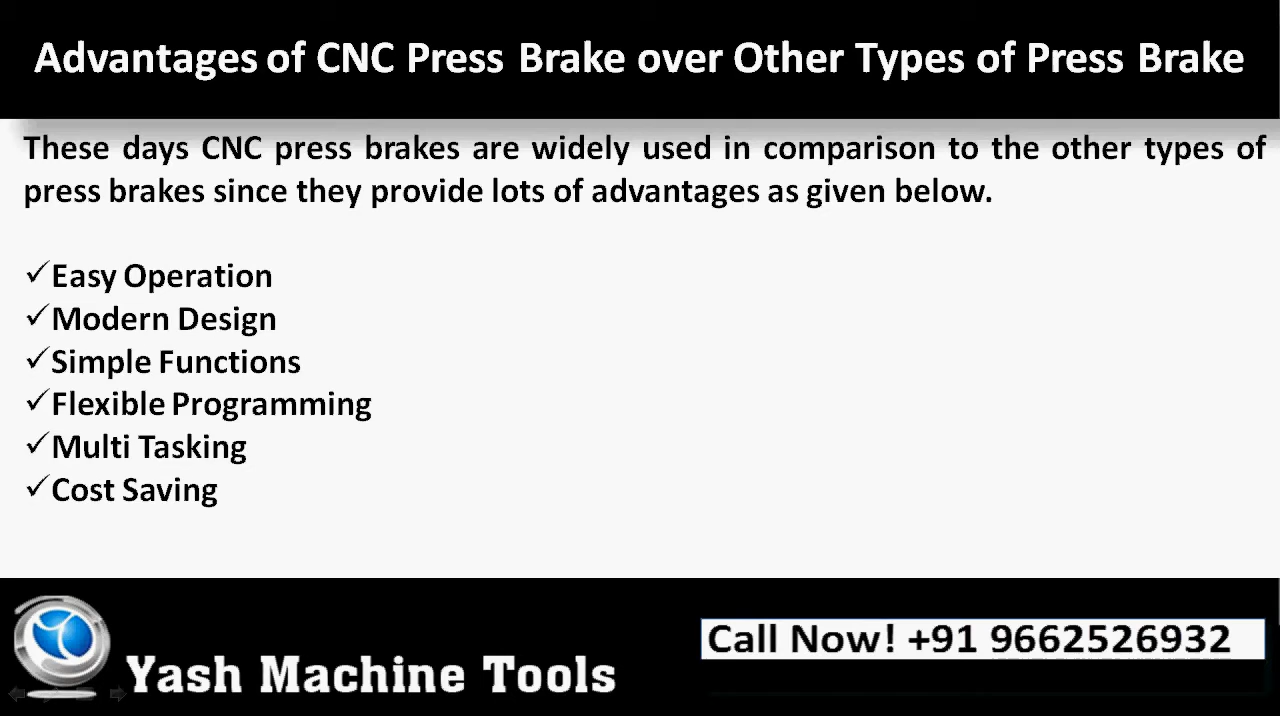 Advantages of CNC Press Brake over Other Types of Press Brake
These days CNC press brakes are widely used in comparison to the other types of
press brakes since they provide lots of advantages as given below.
✓Easy Operation
✓Modern Design
✓Simple Functions
✓Flexible Programming
✓Multi Tasking
✓Cost Saving
Call Now! +91 9662526932
Yash Machine Tools